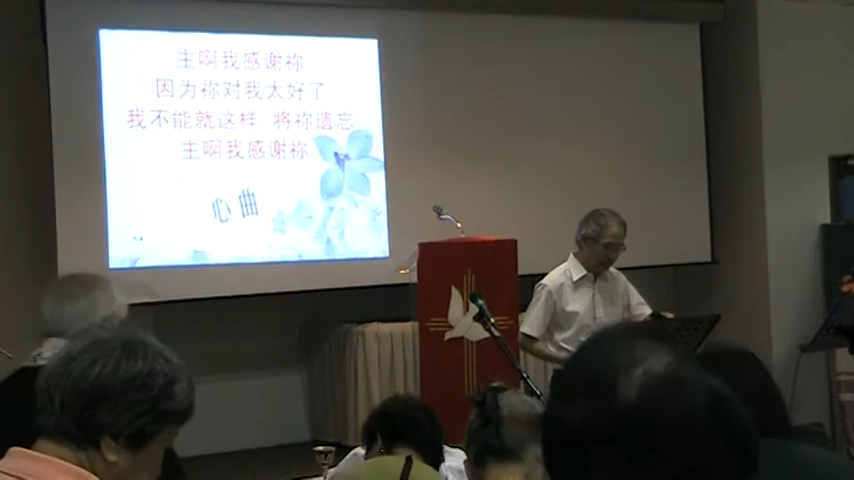 主啊我感谢祢
因为祢对我太好了
我不能就这样 将祢遗忘
主啊我感谢祢
心曲